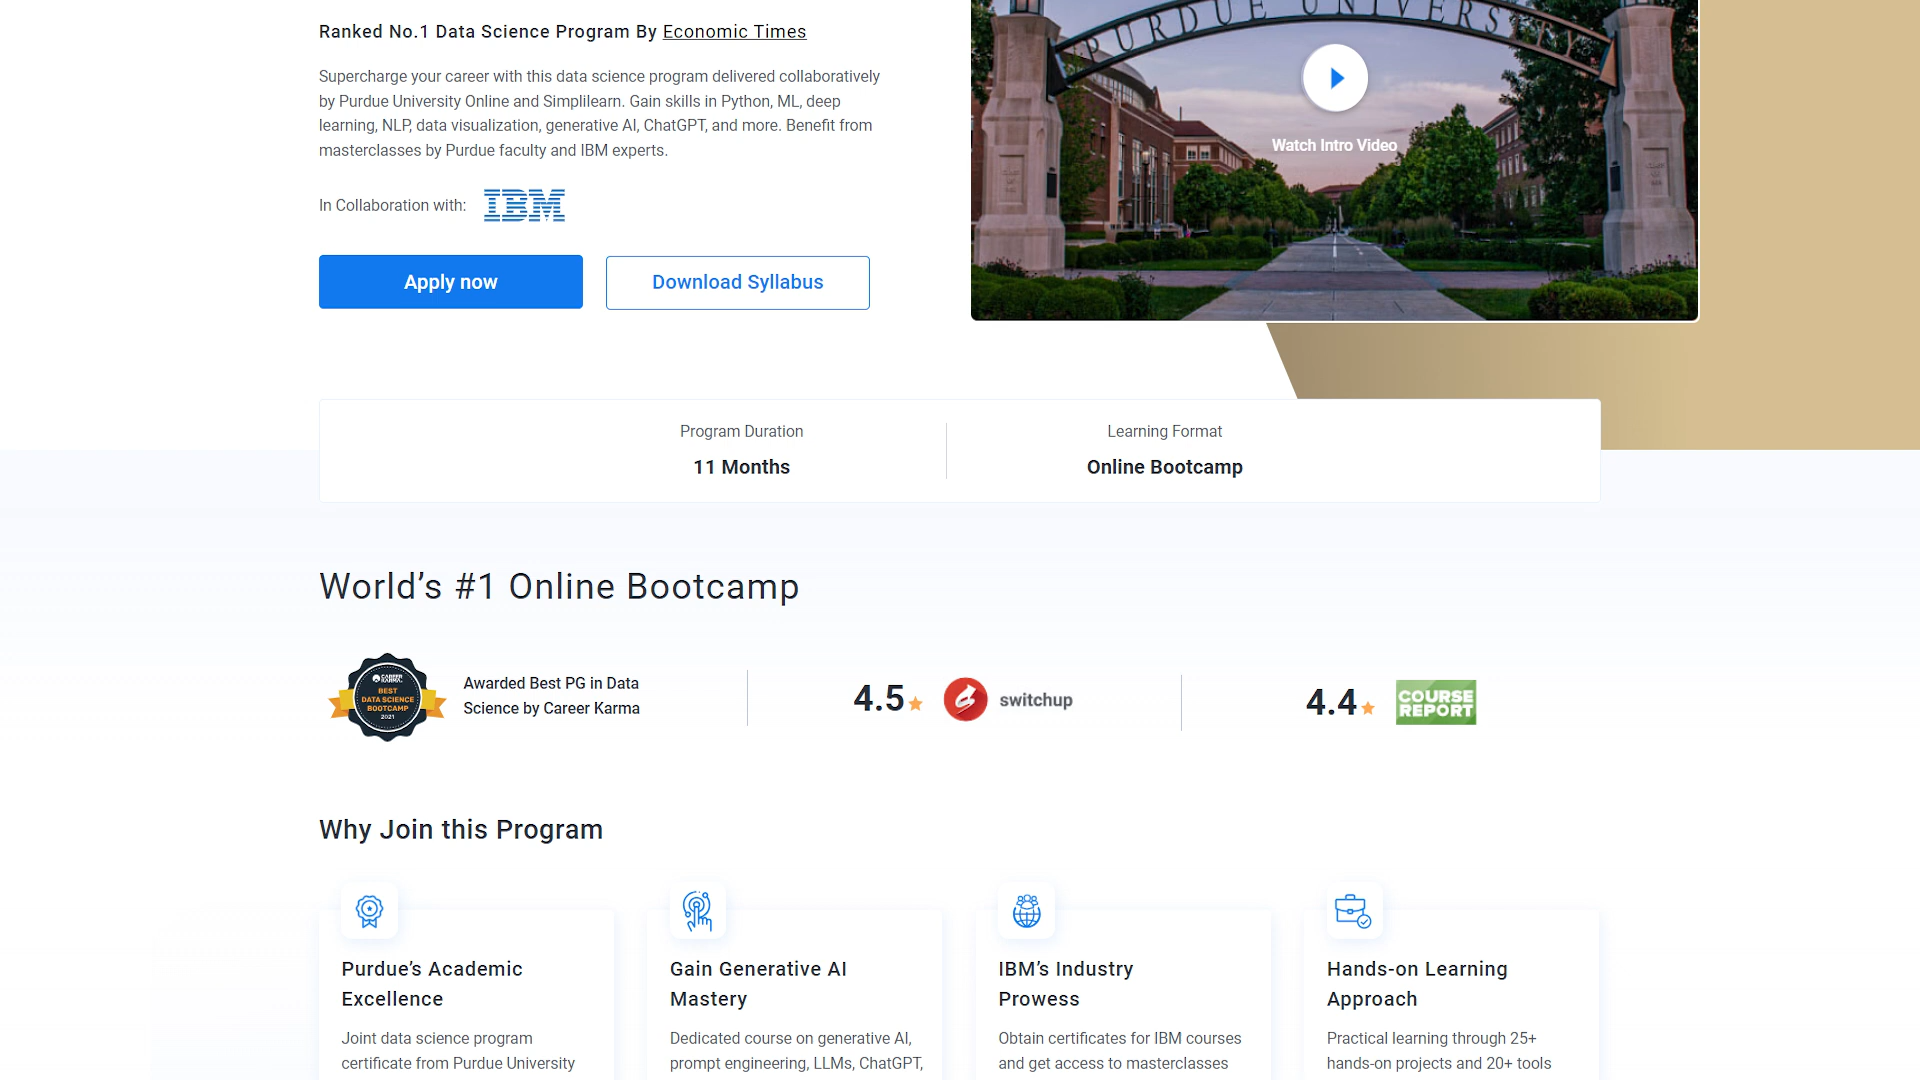 Ranked No.1 Data Science Program By Economic Times
Supercharge your career with this data science program delivered collaboratively
by Purdue University Online and Simplilearn. Gain skills in Python, ML, deep
learning, NLP, data visualization, generative AI, ChatGPT, and more. Benefit from
masterclasses by Purdue faculty and IBM experts.
In Collaboration with: IBM
Apply now
Download Syllabus
PURDUE UNIVERSITY
Watch Intro Video
Program Duration
11 Months
Learning Format
Online Bootcamp
World’s #1 Online Bootcamp
CAREER
KARMA
BEST
DATA SCIENCE
BOOTCAMP
2021
Awarded Best PG in Data
Science by Career Karma
4.5
switchup
4.4
COURSE
REPORT
Why Join this Program
Purdue’s Academic
Excellence
Joint data science program
certificate from Purdue University
Gain Generative AI
Mastery
Dedicated course on generative AI,
prompt engineering, LLMs, ChatGPT,
IBM’s Industry
Prowess
Obtain certificates for IBM courses
and get access to masterclasses
Hands-on Learning
Approach
Practical learning through 25+
hands-on projects and 20+ tools